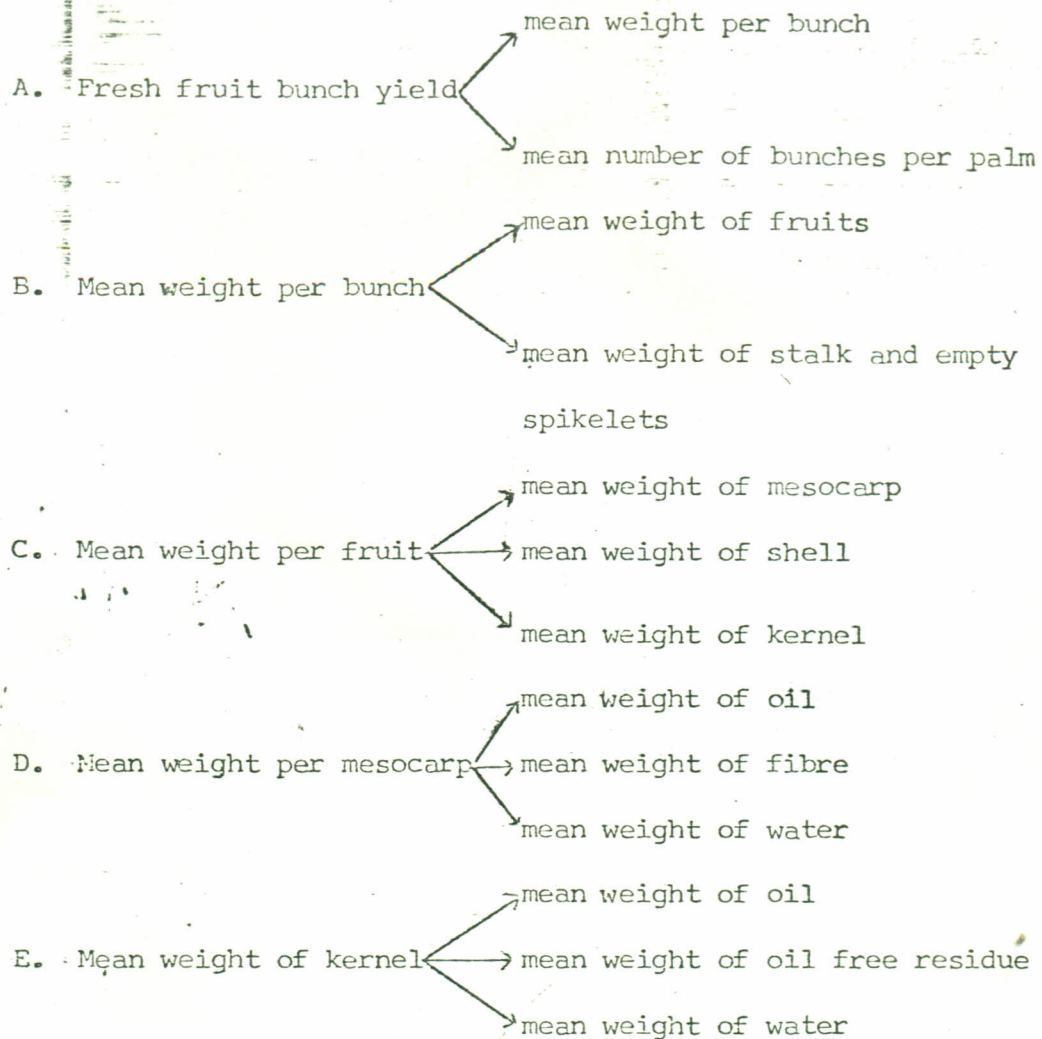 mean weight per bunch
A. Fresh fruit bunch yield
mean number of bunches per palm
mean weight of fruits
B. Mean weight per bunch
mean weight of stalk and empty
spikelets
mean weight of mesocarp
C. Mean weight per fruit mean weight of shell
mean weight of kernel
mean weight of oil
D. Mean weight per mesocarp mean weight of fibre
mean weight of water
mean weight of oil
E. Mean weight of kernel mean weight of oil free residue
mean weight of water